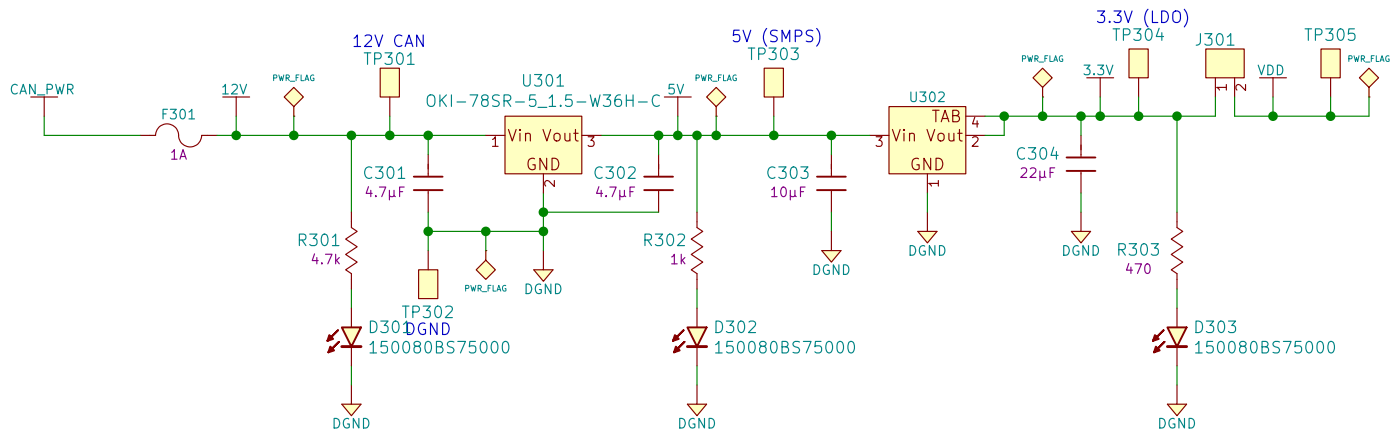 3.3V (LDO)
12V CAN
5V (SMPS)
TP301
TP303
TP304
J301
TP305
CAN_PWR
12V
PWR_FLAG
U301
OKI-78SR-5_1.5-W36H-C
5V
PWR_FLAG
U302
PWR_FLAG
3.3V
1
2
VDD
PWR_FLAG
F301
1A
1
Vin Vout
3
GND
2
3
TAB
4
Vin Vout
2
GND
1
C301
4.7µF
C302
4.7µF
C303
10µF
C304
22µF
R301
4.7k
R302
1k
R303
470
DGND
DGND
DGND
DGND
PWR_FLAG
TP302
DGND
D301
150080BS75000
D302
150080BS75000
D303
150080BS75000
DGND
DGND
DGND